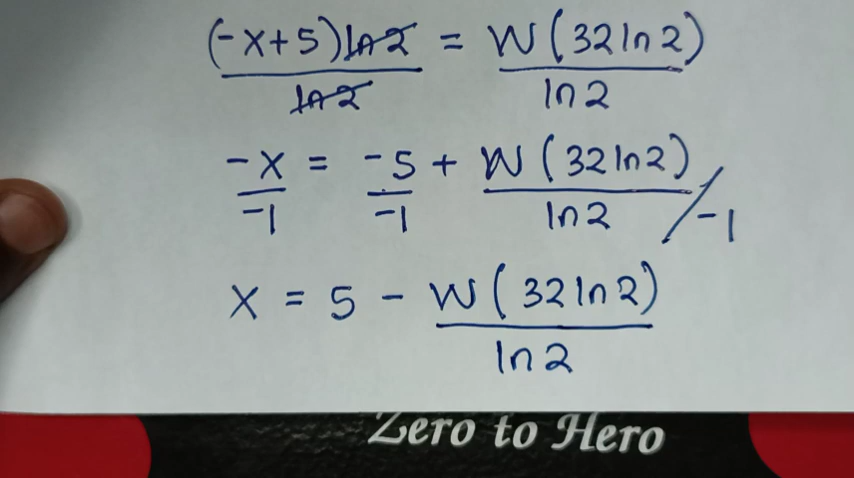 (-x+5)ln2 / ln2 = W(32ln2) / ln2
-x / -1 = -5 / -1 + W(32ln2) / ln2 / -1
x = 5 - W(32ln2) / ln2
Zero to Hero